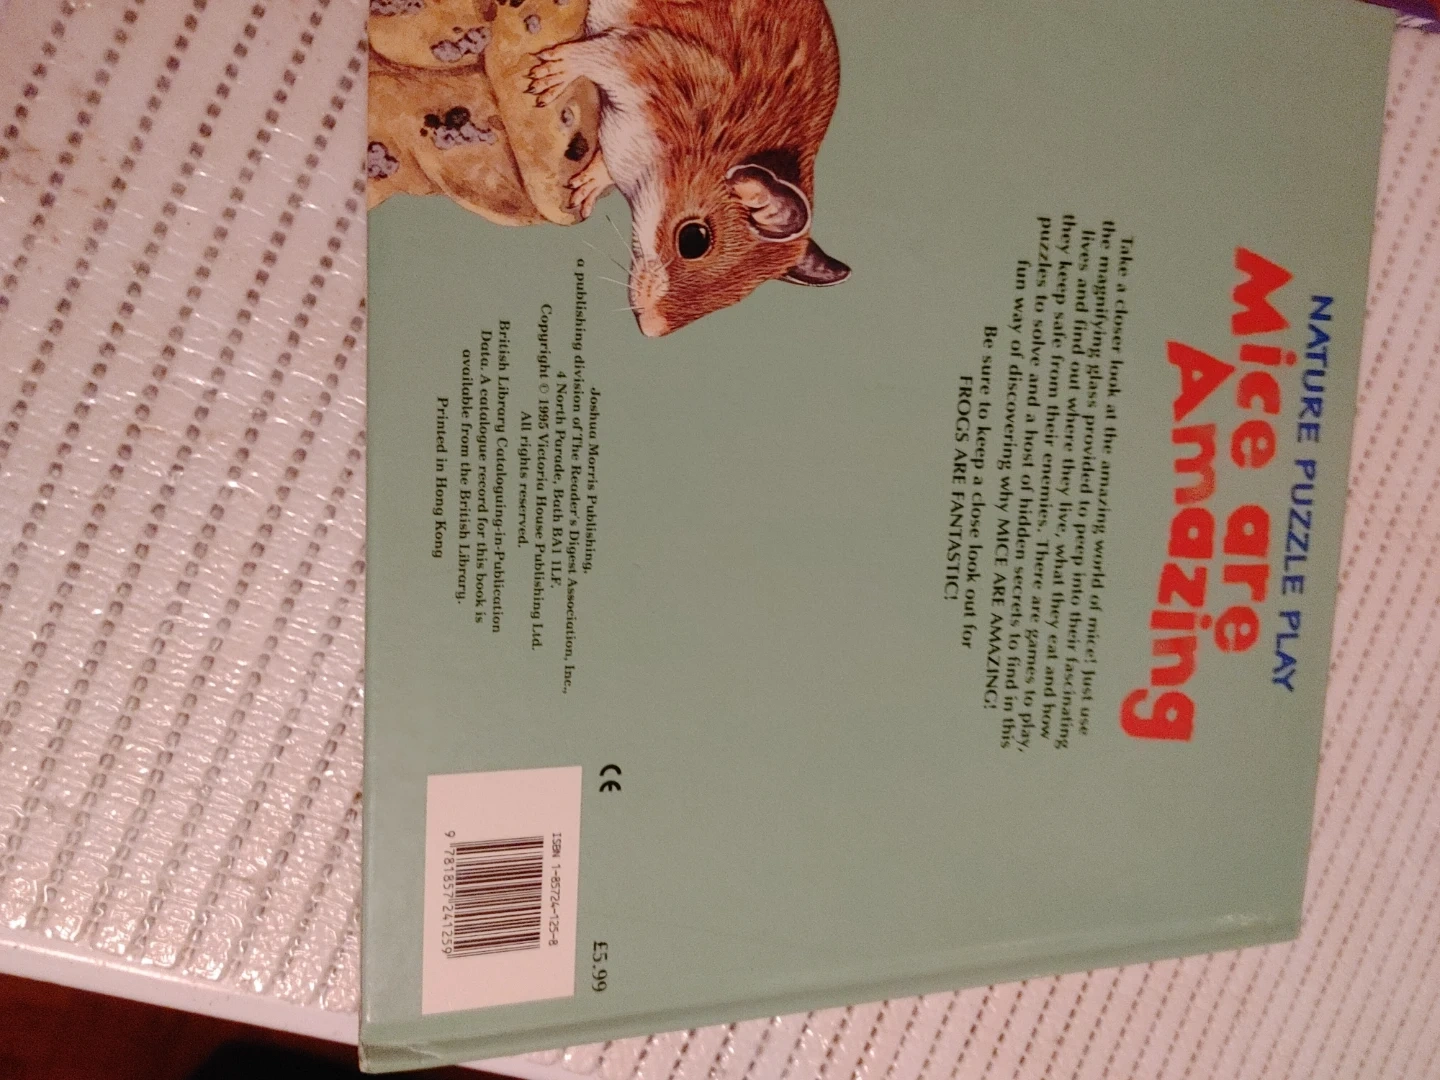 NATURE PUZZLE PLAY
Mice are
Amazing
Take a closer look at the amazing world of mice! Just use
the magnifying glass provided to peep into their fascinating
lives and find out where they live, what they eat and how
they keep safe from their enemies. There are games to play,
puzzles to solve and a host of hidden secrets to find in this
fun way of discovering why MICE ARE AMAZING!
Be sure to keep a close look out for
FROGS ARE FANTASTIC!
Joshua Morris Publishing,
a publishing division of The Reader's Digest Association, Inc.,
4 North Parade, Bath BA1 1LF.
Copyright © 1995 Victoria House Publishing Ltd.
All rights reserved.
British Library Cataloguing-in-Publication
Data. A catalogue record for this book is
available from the British Library.
Printed in Hong Kong
CE
£5.99
ISBN 1-85724-125-8
9 781857 241259